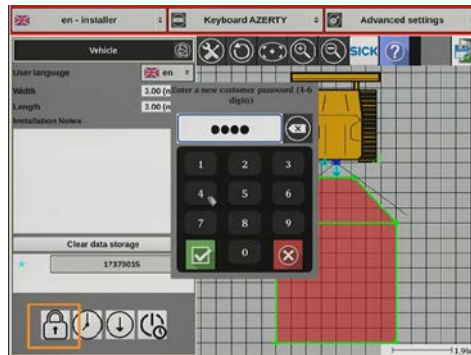 en - installer
Keyboard AZERTY
Advanced settings
Vehicle
SICK
?
User language
en
Width
3.00 (m
Length
3.00 (m
Installation Notes
Enter a new customer password (4-6
digits)
●●●●
1 2 3
4 5 6
7 8 9
0
Clear data storage
17370015
1.96